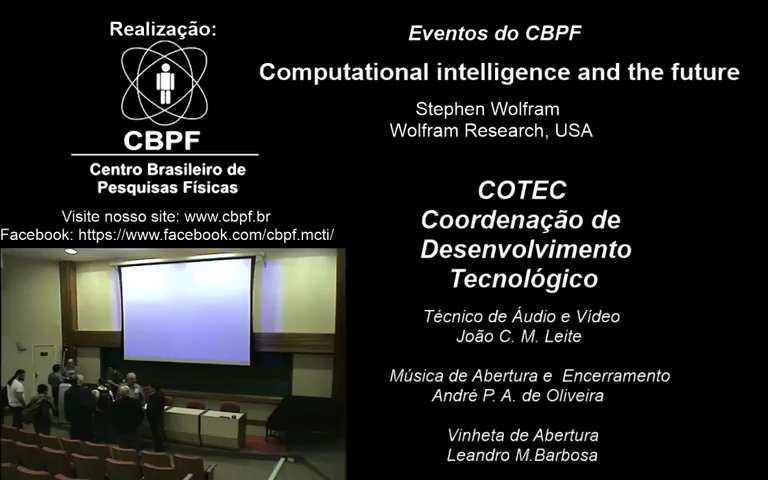 Realização:
CBPF
Centro Brasileiro de
Pesquisas Físicas
Visite nosso site: www.cbpf.br
Facebook: https://www.facebook.com/cbpf.mcti/
Eventos do CBPF
Computational intelligence and the future
Stephen Wolfram
Wolfram Research, USA
COTEC
Coordenação de
Desenvolvimento
Tecnológico
Técnico de Áudio e Vídeo
João C. M. Leite
Música de Abertura e Encerramento
André P. A. de Oliveira
Vinheta de Abertura
Leandro M.Barbosa